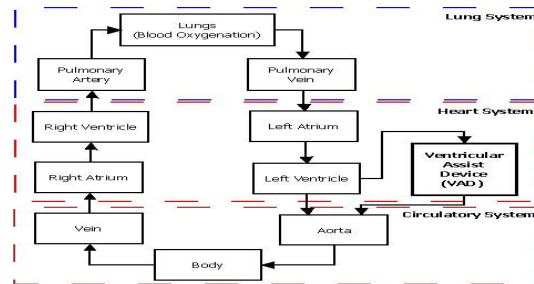 Lung System
Lungs
(Blood Oxygenation)
Pulmonary
Artery
Pulmonary
Vein
Heart System
Right Ventricle
Left Atrium
Right Atrium
Left Ventricle
Ventricular
Assist
Device
(VAD)
Circulatory System
Vein
Aorta
Body